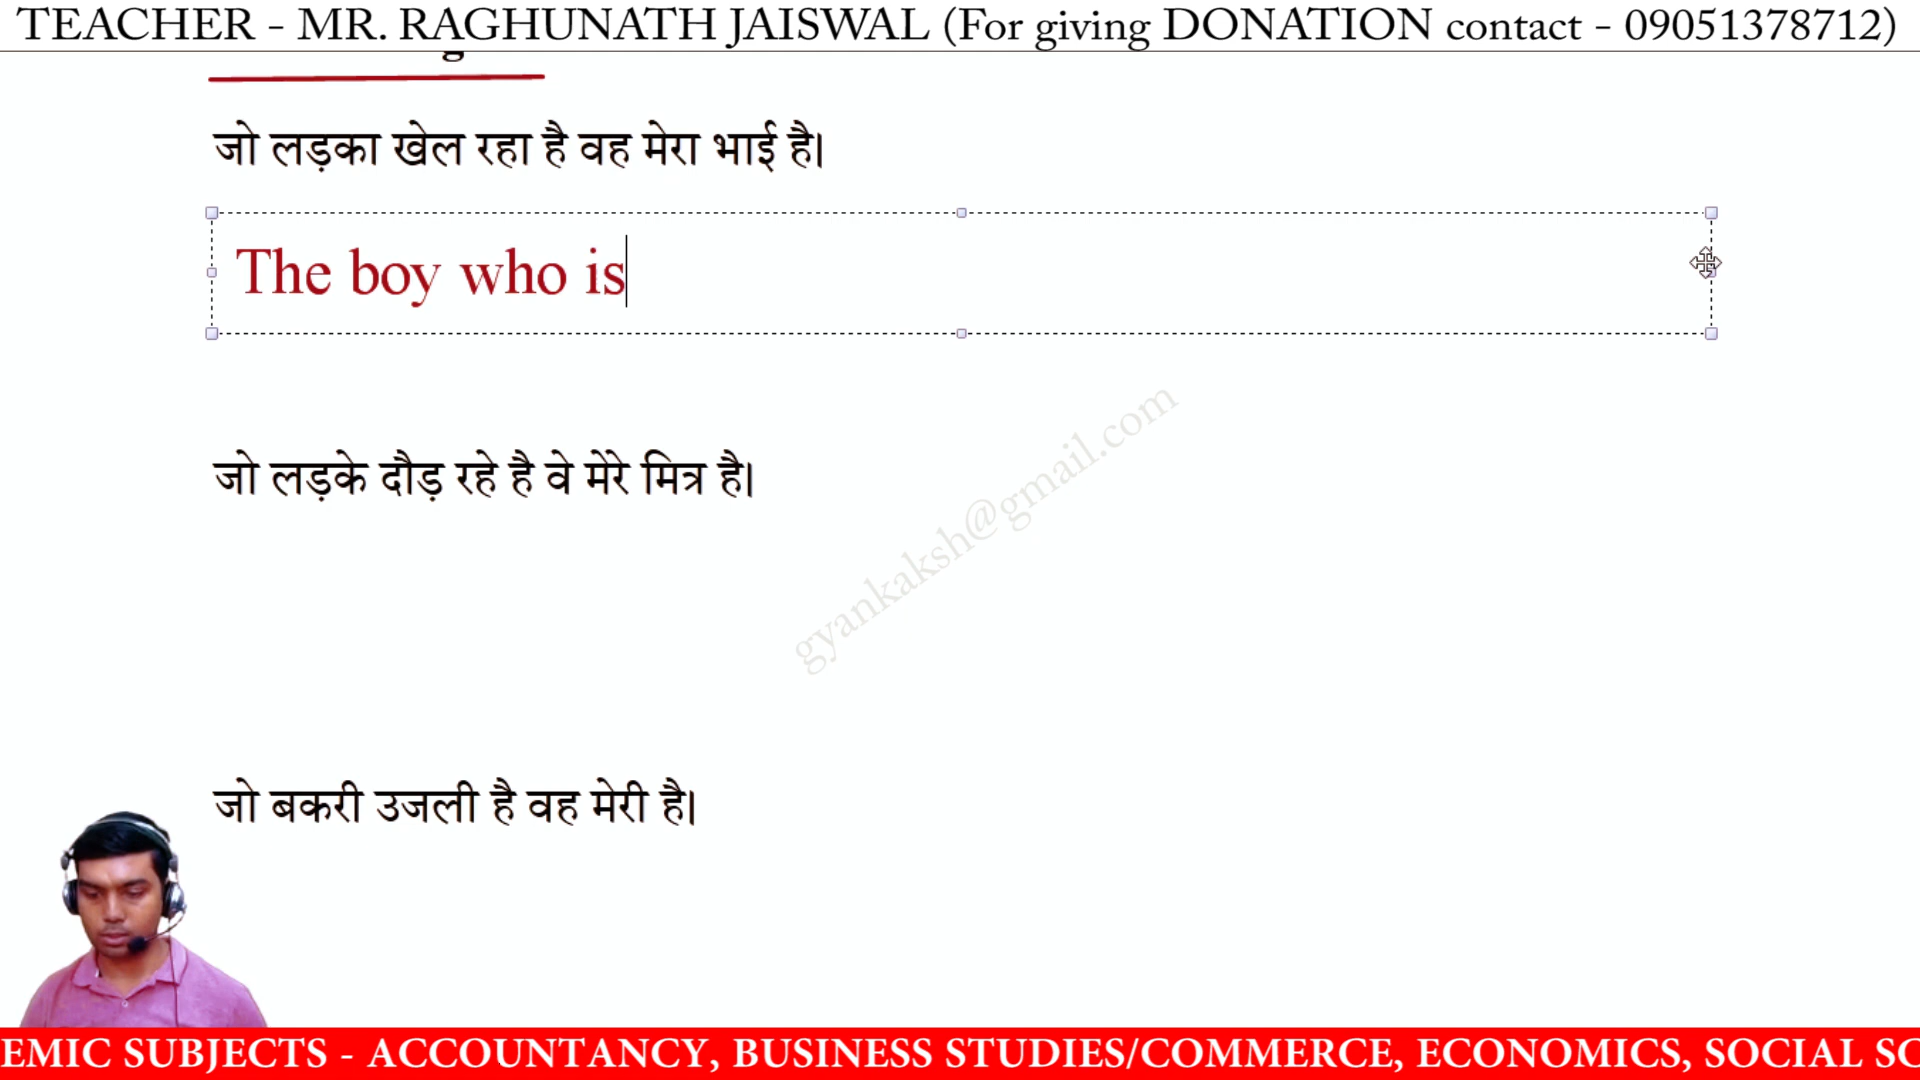 TEACHER - MR. RAGHUNATH JAISWAL (For giving DONATION contact - 09051378712)
जो लड़का खेल रहा है वह मेरा भाई है।
The boy who is
जो लड़के दौड़ रहे है वे मेरे मित्र है।
gyankaksh@gmail.com
जो बकरी उजली है वह मेरी है।
EMIC SUBJECTS - ACCOUNTANCY, BUSINESS STUDIES/COMMERCE, ECONOMICS, SOCIAL SC